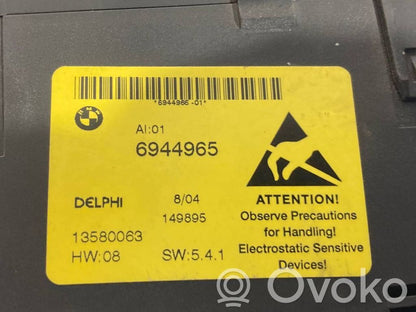 *6944966-01*
AI:01
6944965
DELPHI
8/04
149895
13580063
HW:08
SW:5.4.1
ATTENTION!
Observe Precautions
for Handling!
Electrostatic Sensitive
Devices!
Ovoko